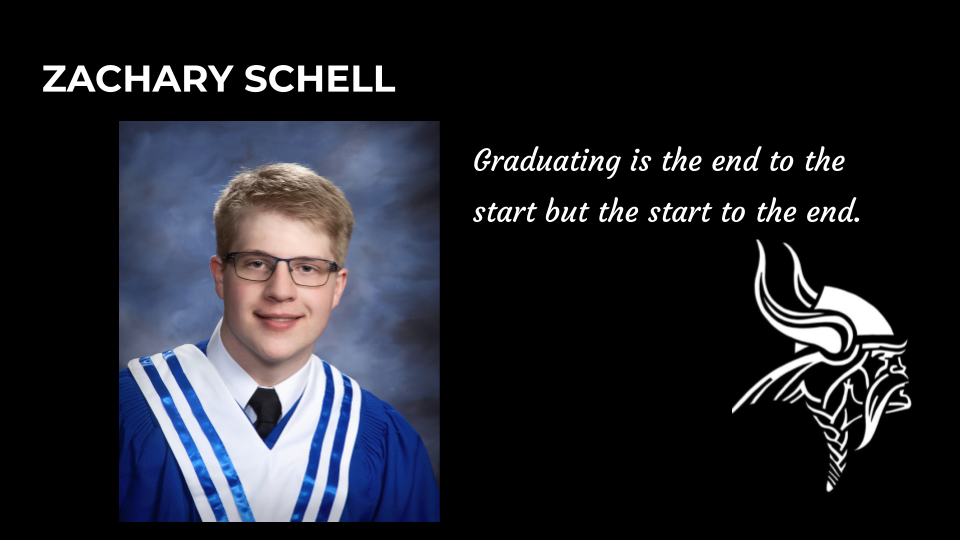 ZACHARY SCHELL
Graduating is the end to the
start but the start to the end.